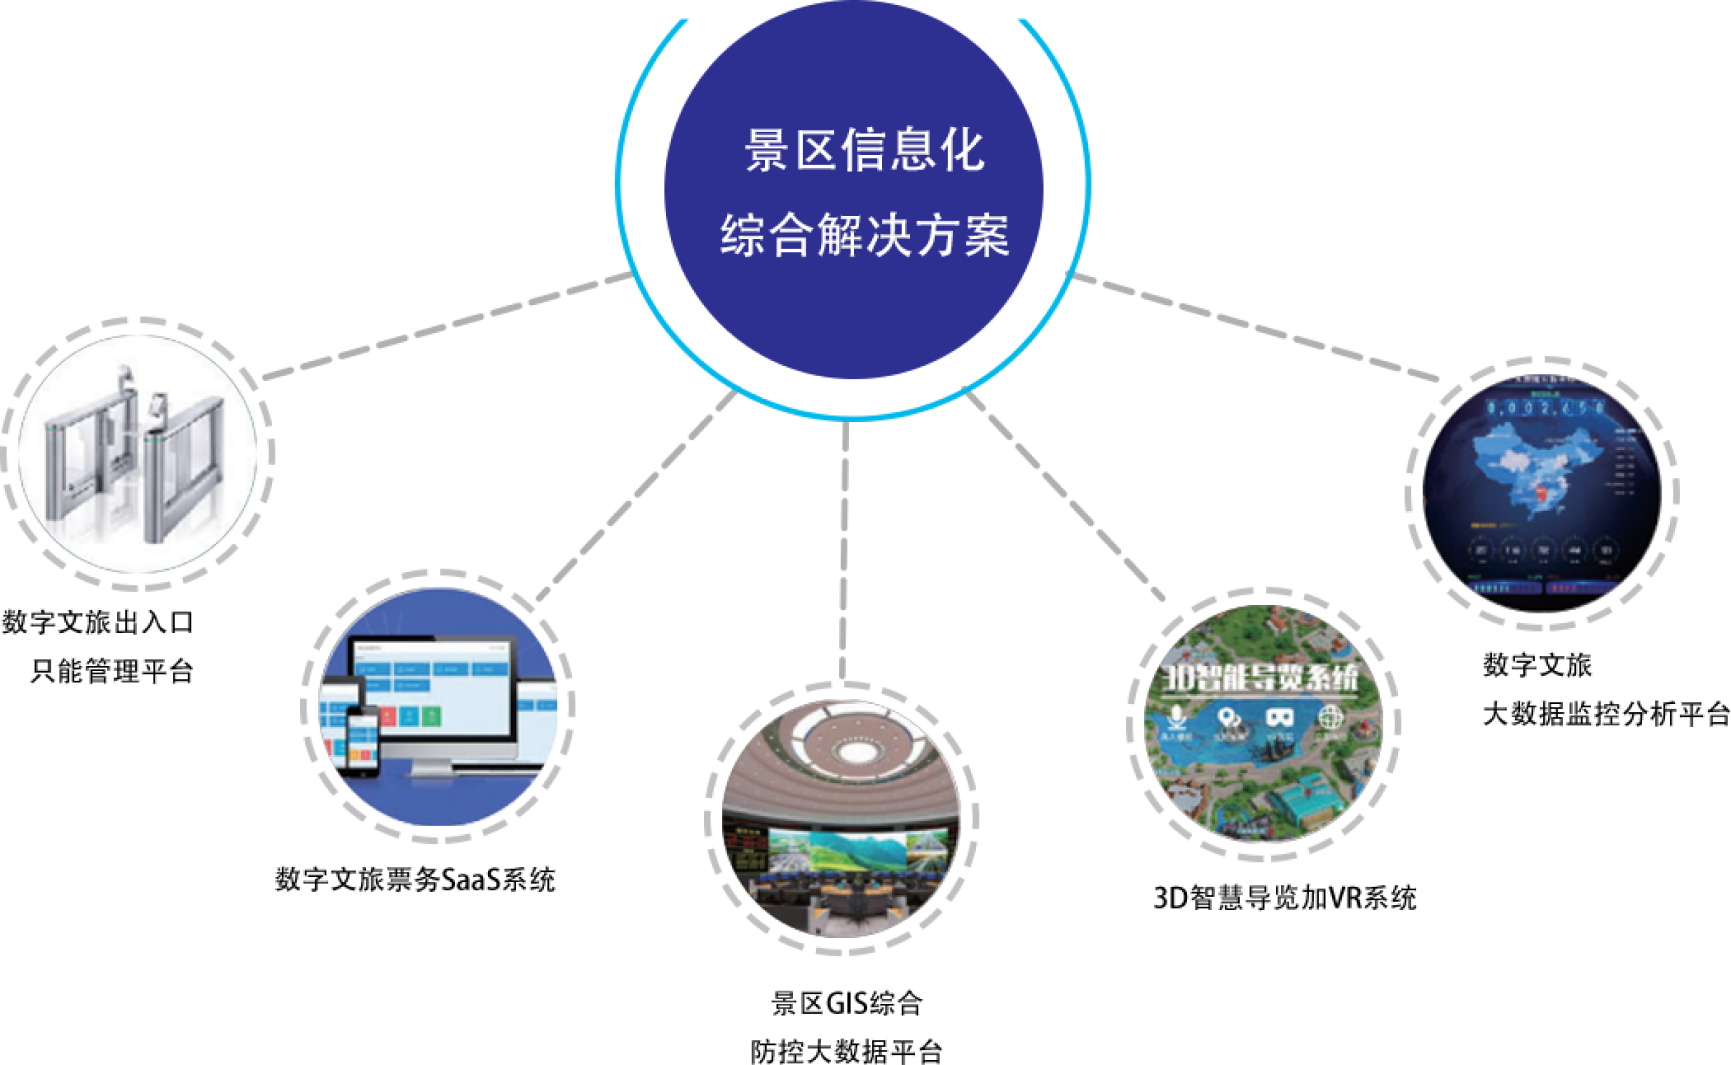 景区信息化
综合解决方案
数字文旅出入口
只能管理平台
数字文旅票务SaaS系统
景区GIS综合
防控大数据平台
3D智能导览系统
3D智慧导览加VR系统
数字文旅
大数据监控分析平台